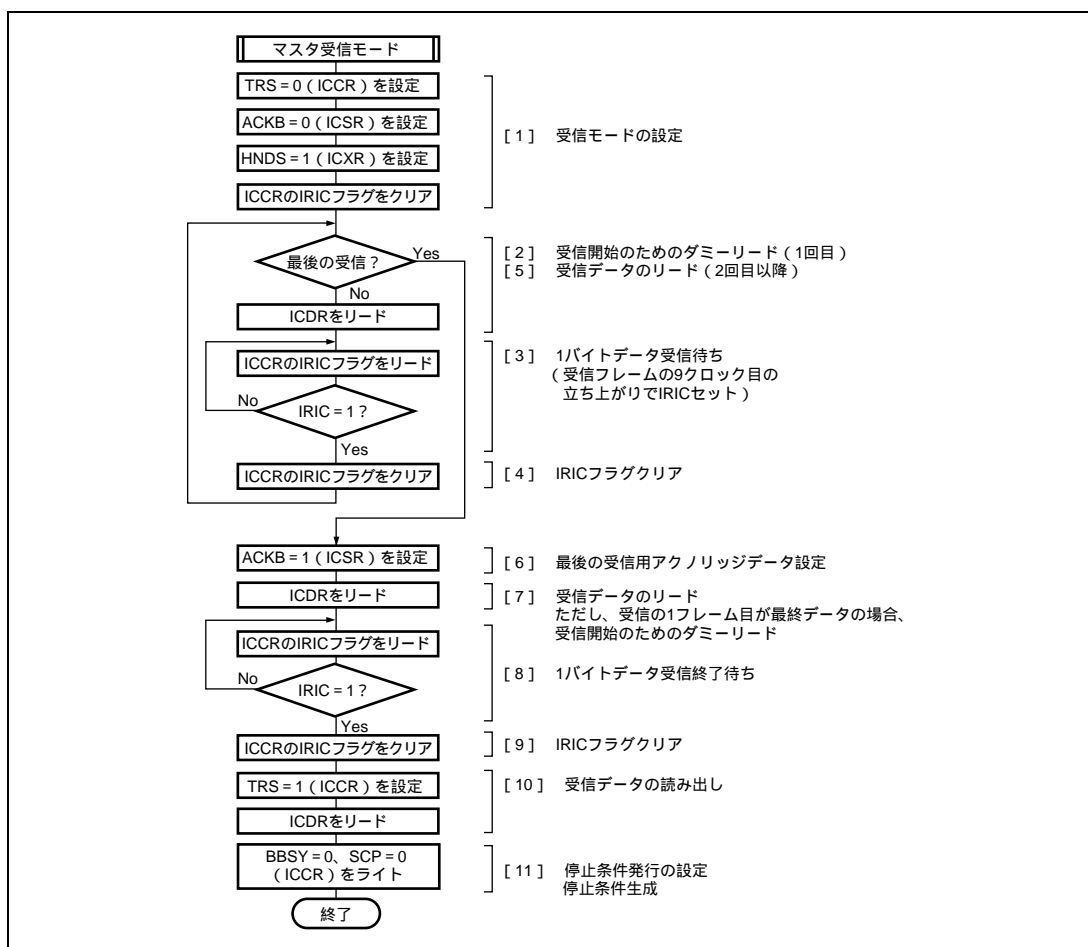 マスタ受信モード
TRS = 0 ( ICCR ) を設定
ACKB = 0 ( ICSR ) を設定
HNDS = 1 ( ICXR ) を設定
ICCRのIRICフラグをクリア
[ 1 ] 受信モードの設定
最後の受信？
Yes
No
ICDRをリード
[ 2 ] 受信開始のためのダミーリード ( 1回目 )
[ 5 ] 受信データのリード ( 2回目以降 )
ICCRのIRICフラグをリード
No
IRIC = 1 ?
Yes
[ 3 ] 1バイトデータ受信待ち
( 受信フレームの9クロック目の
立ち上がりでIRICセット )
ICCRのIRICフラグをクリア
[ 4 ] IRICフラグクリア
ACKB = 1 ( ICSR ) を設定
[ 6 ] 最後の受信用アクノリッジデータ設定
ICDRをリード
[ 7 ] 受信データのリード
ただし、受信の1フレーム目が最終データの場合、
受信開始のためのダミーリード
ICCRのIRICフラグをリード
No
IRIC = 1 ?
Yes
[ 8 ] 1バイトデータ受信終了待ち
ICCRのIRICフラグをクリア
[ 9 ] IRICフラグクリア
TRS = 1 ( ICCR ) を設定
ICDRをリード
[ 10 ] 受信データの読み出し
BBSY = 0、SCP = 0
( ICCR ) をライト
[ 11 ] 停止条件発行の設定
停止条件生成
終了